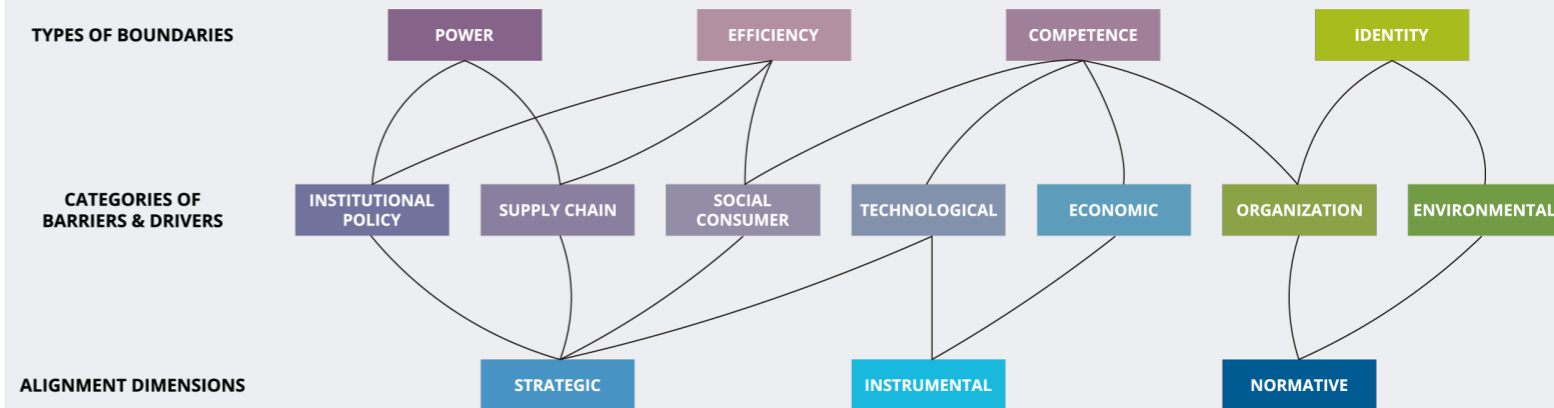 TYPES OF BOUNDARIES
POWER
EFFICIENCY
COMPETENCE
IDENTITY
CATEGORIES OF
BARRIERS & DRIVERS
INSTITUTIONAL
POLICY
SUPPLY CHAIN
SOCIAL
CONSUMER
TECHNOLOGICAL
ECONOMIC
ORGANIZATION
ENVIRONMENTAL
ALIGNMENT DIMENSIONS
STRATEGIC
INSTRUMENTAL
NORMATIVE